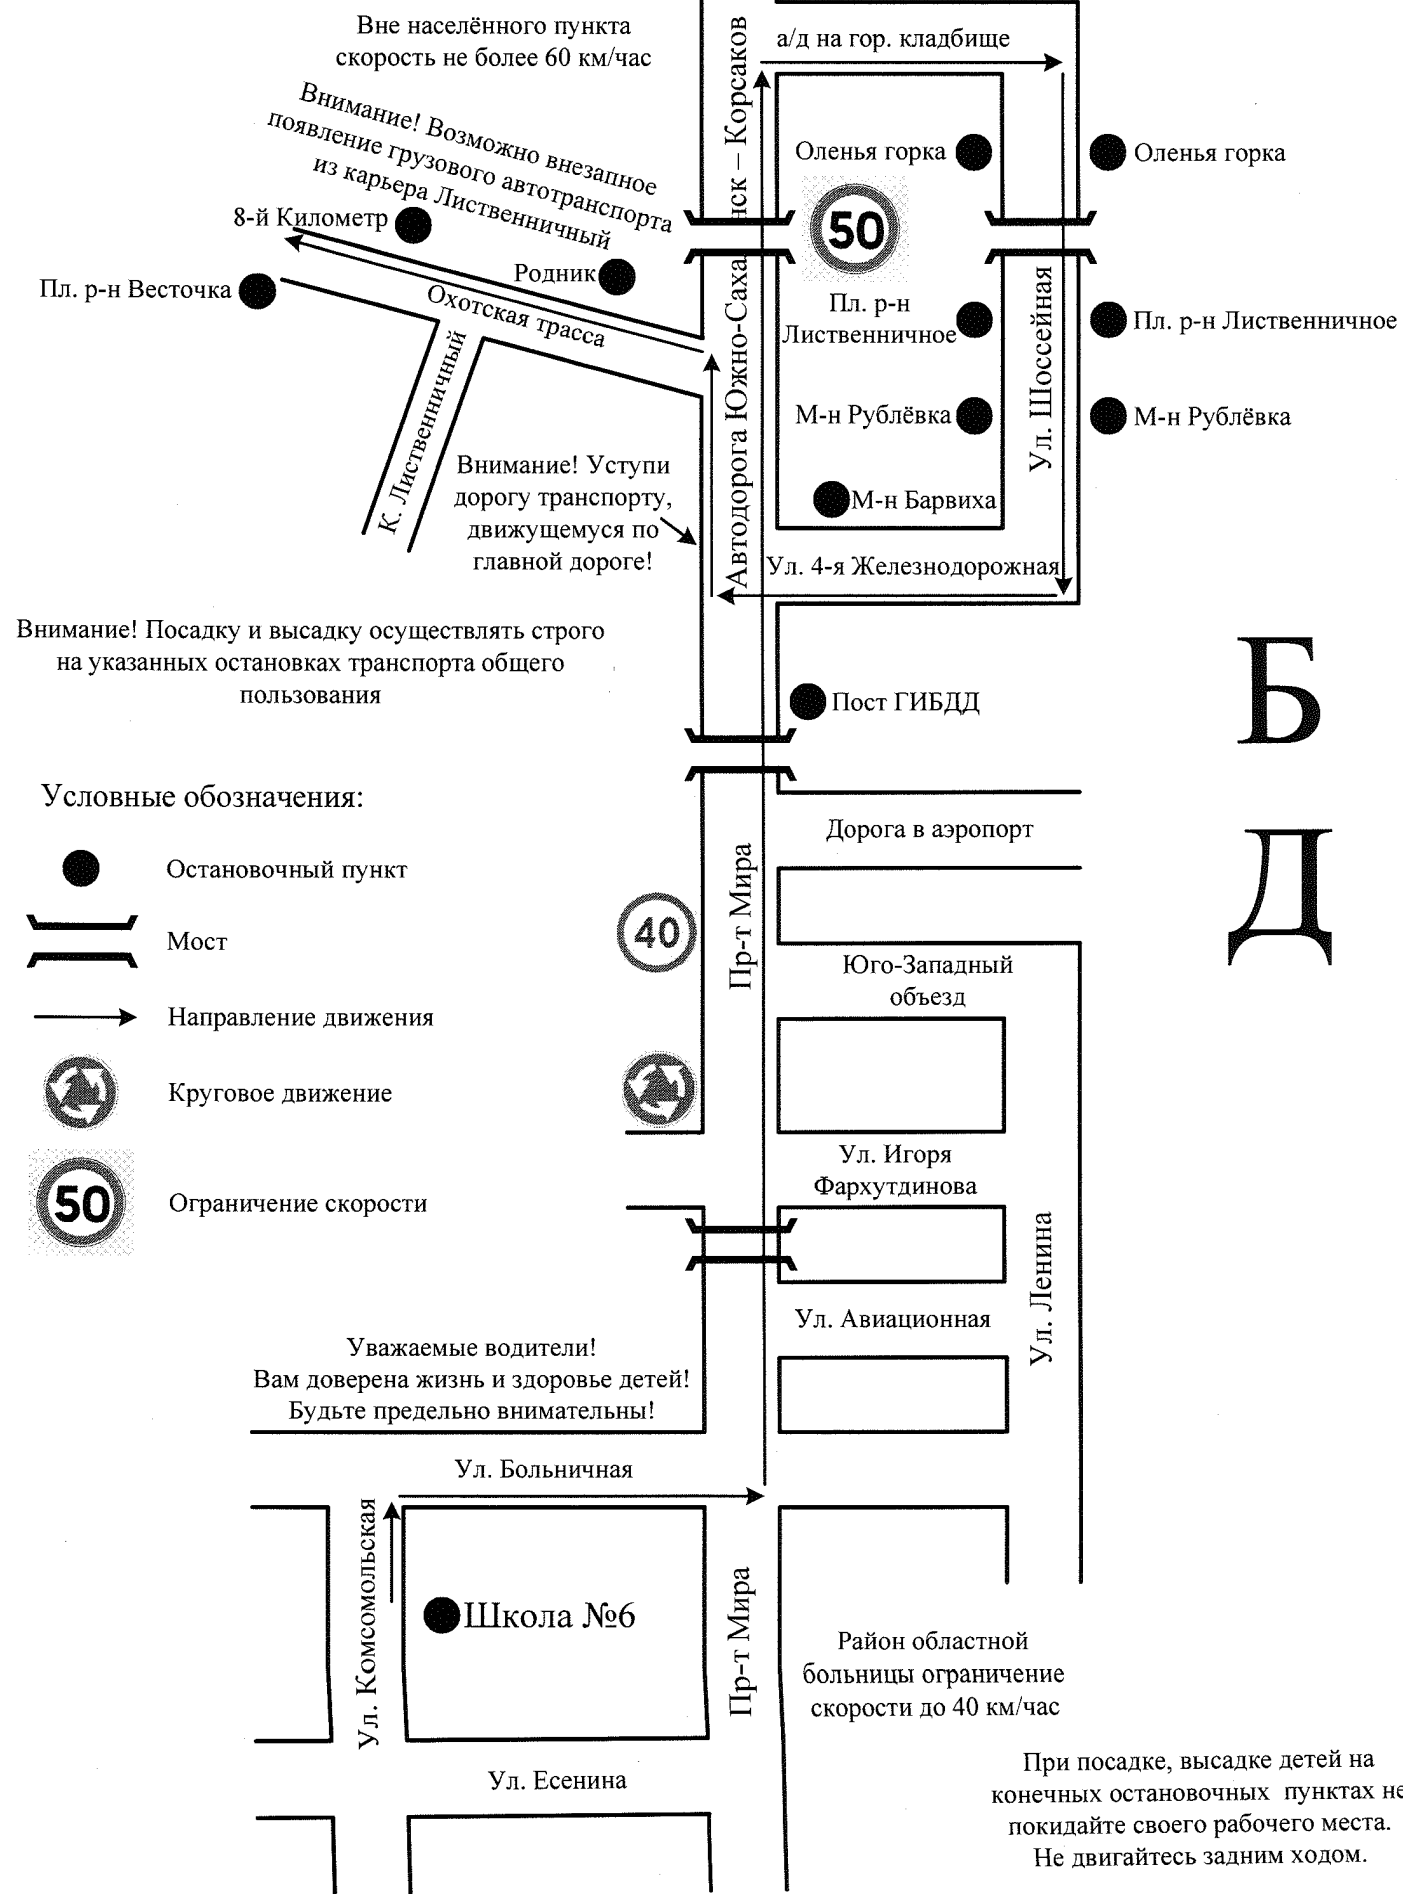 Вне населённого пункта
скорость не более 60 км/час
а/д на гор. кладбище
Внимание! Возможно внезапное
появление грузового автотранспорта
из карьера Лиственничный
Оленья горка
Оленья горка
50
8-й Километр
Родник
Пл. р-н Весточка
Охотская трасса
К. Лиственничный
Автодорога Южно-Саха нск – Корсаков
Пл. р-н
Лиственничное
Пл. р-н Лиственничное
Ул. Шоссейная
М-н Рублёвка
М-н Рублёвка
М-н Барвиха
Внимание! Уступи
дорогу транспорту,
движущемуся по
главной дороге!
Ул. 4-я Железнодорожная
Внимание! Посадку и высадку осуществлять строго
на указанных остановках транспорта общего
пользования
Пост ГИБДД
Б
Д
Условные обозначения:
Остановочный пункт
Мост
Направление движения
Круговое движение
50
Ограничение скорости
Дорога в аэропорт
Пр-т Мира
40
Юго-Западный
объезд
Ул. Игоря
Фархутдинова
Ул. Ленина
Ул. Авиационная
Уважаемые водители!
Вам доверена жизнь и здоровье детей!
Будьте предельно внимательны!
Ул. Больничная
Ул. Комсомольская
Школа №6
Пр-т Мира
Район областной
больницы ограничение
скорости до 40 км/час
Ул. Есенина
При посадке, высадке детей на
конечных остановочных пунктах не
покидайте своего рабочего места.
Не двигайтесь задним ходом.